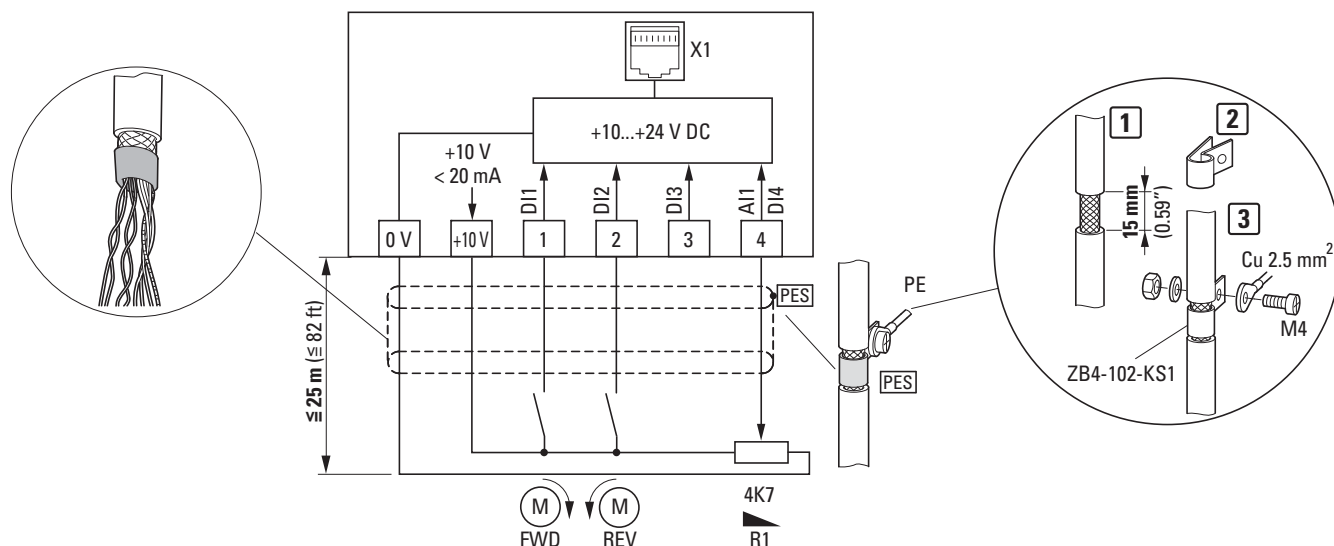 X1
+10...+24 V DC
+10 V
< 20 mA
DI1
DI2
DI3
AI1
DI4
0 V
+10 V
1
2
3
4
≦ 25 m (≦ 82 ft)
PES
PE
PES
M
FWD
M
REV
4K7
R1
1
2
15 mm
(0.59″)
3
Cu 2.5 mm²
M4
ZB4-102-KS1